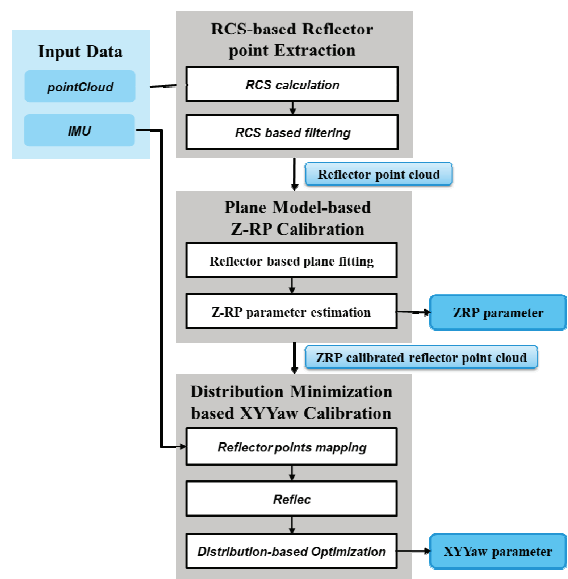 Input Data
pointCloud
IMU
RCS-based Reflector
point Extraction
RCS calculation
RCS based filtering
Reflector point cloud
Plane Model-based
Z-RP Calibration
Reflector based plane fitting
Z-RP parameter estimation
ZRP parameter
ZRP calibrated reflector point cloud
Distribution Minimization
based XYYaw Calibration
Reflector points mapping
Reflec
Distribution-based Optimization
XYYaw parameter